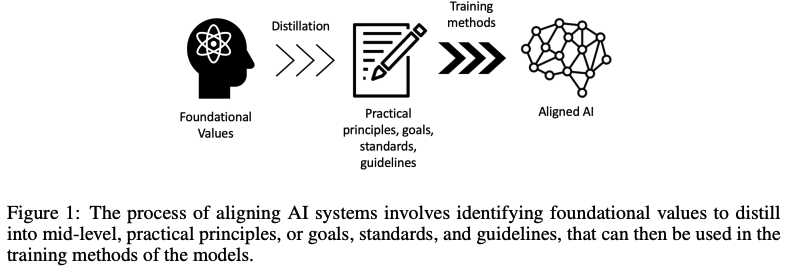 Distillation
Training
methods
Foundational
Values
Practical
principles, goals,
standards,
guidelines
Aligned AI
Figure 1: The process of aligning AI systems involves identifying foundational values to distill
into mid-level, practical principles, or goals, standards, and guidelines, that can then be used in the
training methods of the models.